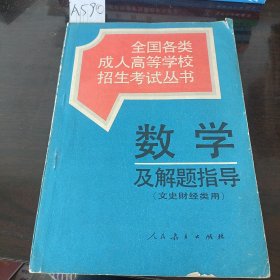 A590
全国各类
成人高等学校
招生考试丛书
数学
及解题指导
(文史财经类用)
人民教育出版社